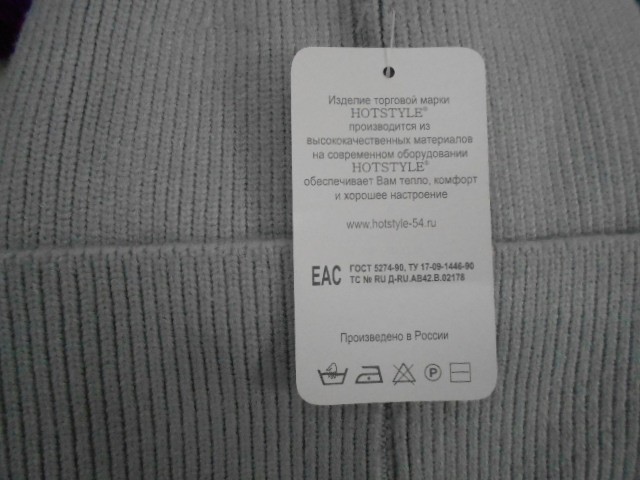 Изделие торговой марки
HOTSTYLE®
производится из
высококачественных материалов
на современном оборудовании
HOTSTYLE®
обеспечивает Вам тепло, комфорт
и хорошее настроение
www.hotstyle-54.ru
ЕАС ГОСТ 5274-90, ТУ 17-09-1446-90
ТС № RU Д-RU.АВ42.В.02178
Произведено в России
P